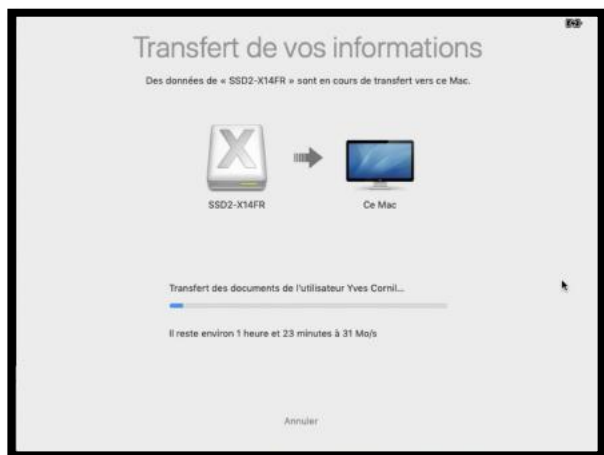 Transfert de vos informations
Des données de « SSD2-X14FR » sont en cours de transfert vers ce Mac.
SSD2-X14FR
Ce Mac
Transfert des documents de l'utilisateur Yves Cornil...
Il reste environ 1 heure et 23 minutes à 31 Mo/s
Annuler